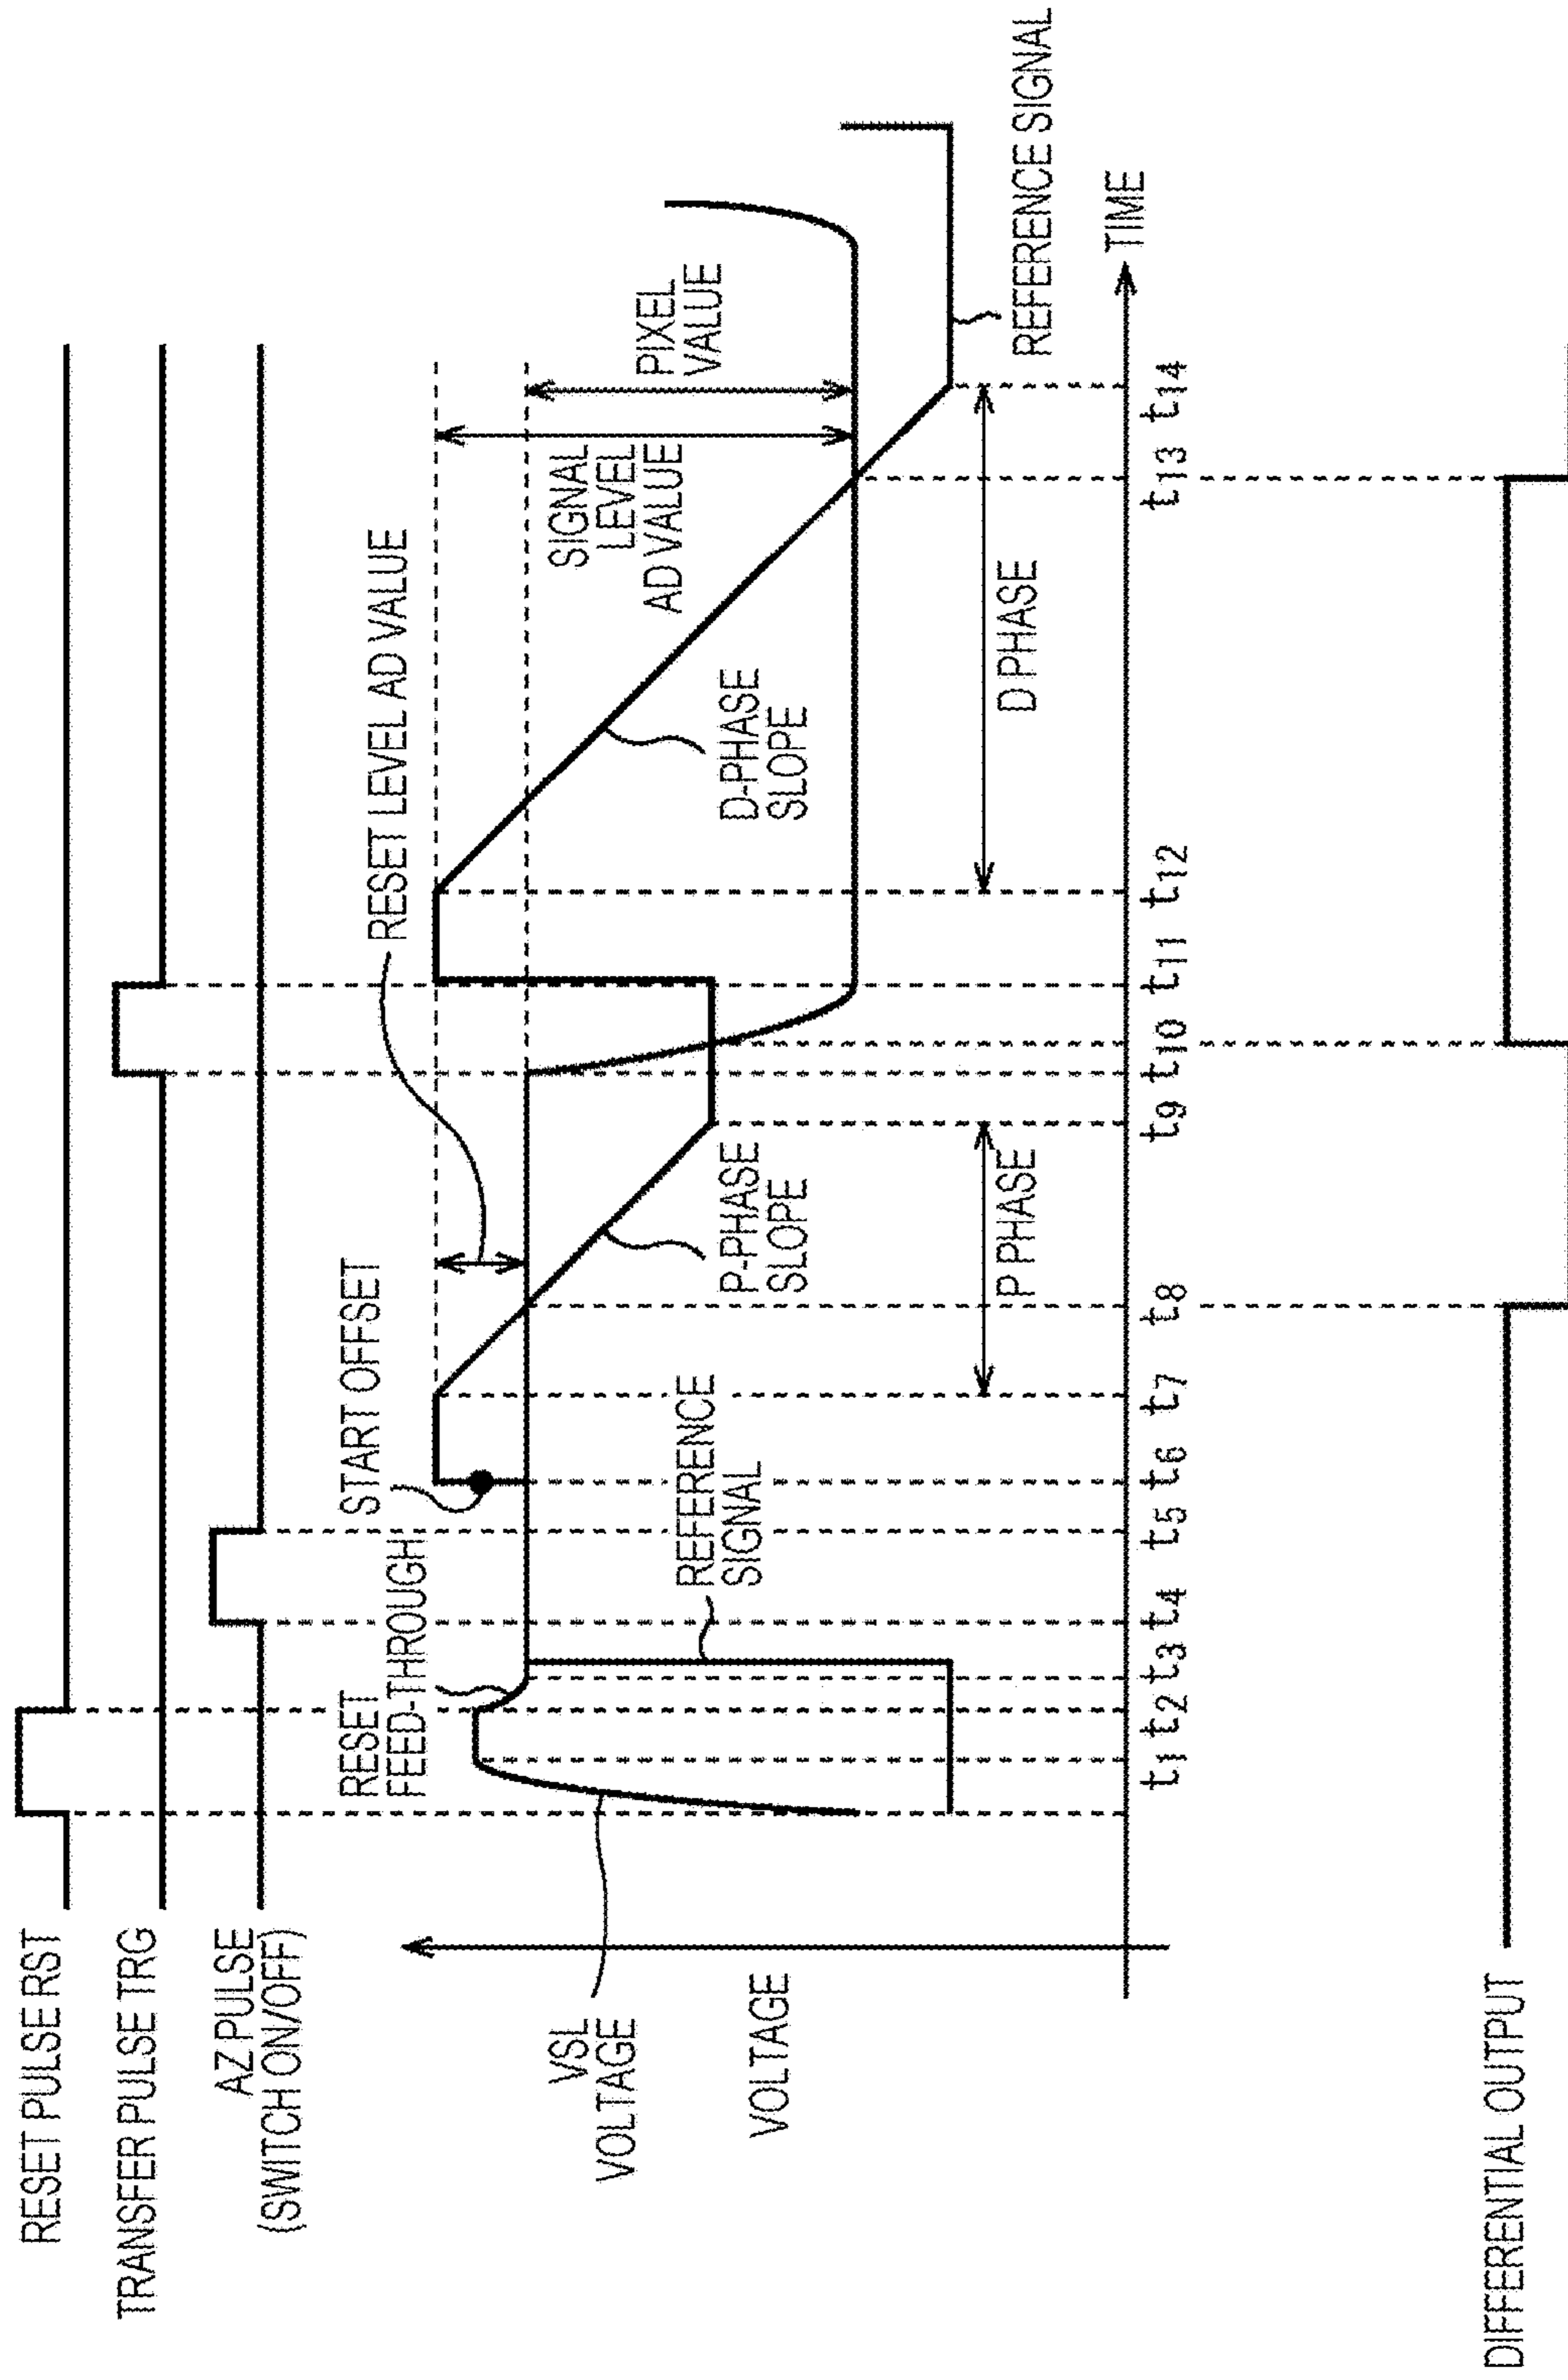 RESET PULSE RST
TRANSFER PULSE TRG
AZ PULSE
(SWITCH ON/OFF)
RESET
FEED-THROUGH
START OFFSET
RESET LEVEL AD VALUE
VSL
VOLTAGE
VOLTAGE
REFERENCE
SIGNAL
P-PHASE
SLOPE
D-PHASE
SLOPE
SIGNAL
LEVEL
AD VALUE
PIXEL
VALUE
P PHASE
D PHASE
REFERENCE SIGNAL
TIME
t1 t2 t3 t4 t5 t6 t7 t8 t9 t10 t11 t12 t13 t14
DIFFERENTIAL OUTPUT